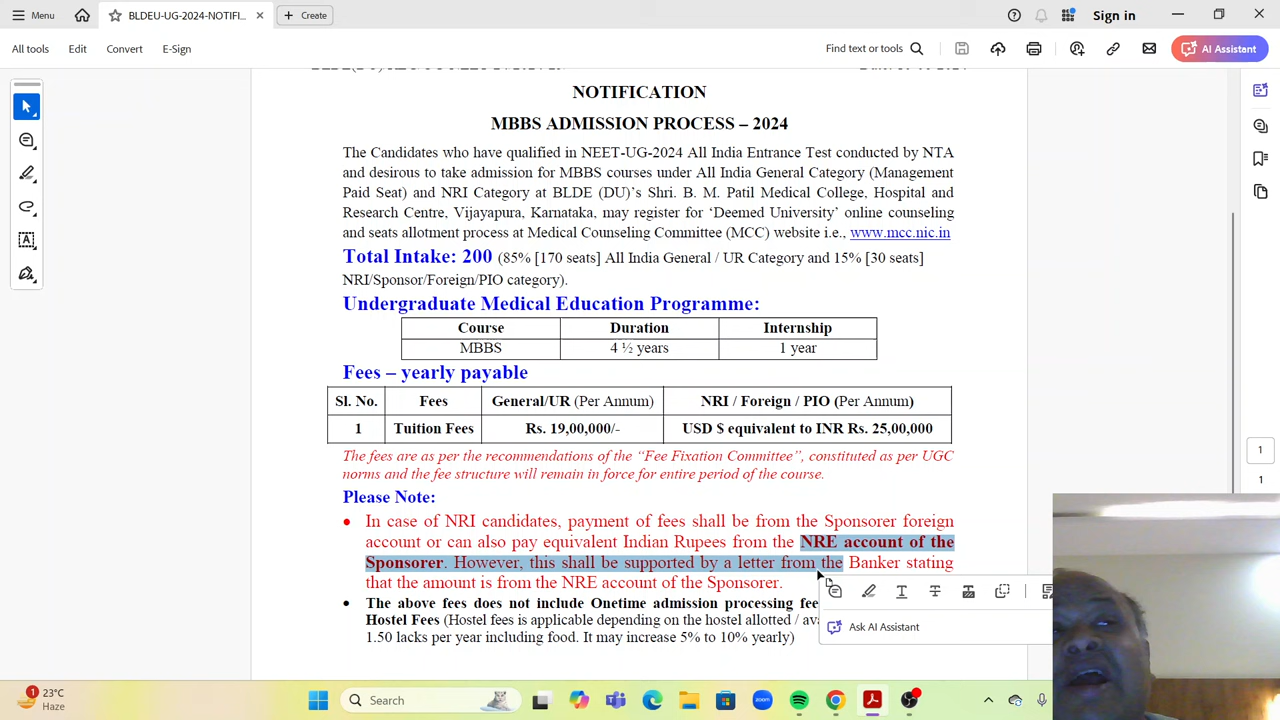 Menu
BLDEU-UG-2024-NOTIFI...
Create
Sign in
All tools Edit Convert E-Sign
Find text or tools
AI Assistant
NOTIFICATION
MBBS ADMISSION PROCESS – 2024
The Candidates who have qualified in NEET-UG-2024 All India Entrance Test conducted by NTA
and desirous to take admission for MBBS courses under All India General Category (Management
Paid Seat) and NRI Category at BLDE (DU)'s Shri. B. M. Patil Medical College, Hospital and
Research Centre, Vijayapura, Karnataka, may register for ‘Deemed University’ online counseling
and seats allotment process at Medical Counseling Committee (MCC) website i.e., www.mcc.nic.in
Total Intake: 200 (85% [170 seats] All India General / UR Category and 15% [30 seats]
NRI/Sponsor/Foreign/PIO category).
Undergraduate Medical Education Programme:
Course Duration Internship
MBBS 4 ½ years 1 year
Fees – yearly payable
Sl. No. Fees General/UR (Per Annum) NRI / Foreign / PIO (Per Annum)
1 Tuition Fees Rs. 19,00,000/- USD $ equivalent to INR Rs. 25,00,000
The fees are as per the recommendations of the “Fee Fixation Committee”, constituted as per UGC
norms and the fee structure will remain in force for entire period of the course.
Please Note:
• In case of NRI candidates, payment of fees shall be from the Sponsorer foreign
account or can also pay equivalent Indian Rupees from the NRE account of the
Sponsorer. However, this shall be supported by a letter from the Banker stating
that the amount is from the NRE account of the Sponsorer.
• The above fees does not include Onetime admission processing fee
Hostel Fees (Hostel fees is applicable depending on the hostel allotted /
1.50 lacks per year including food. It may increase 5% to 10% yearly)
Ask AI Assistant
1
1
1
23°C
Haze
Search